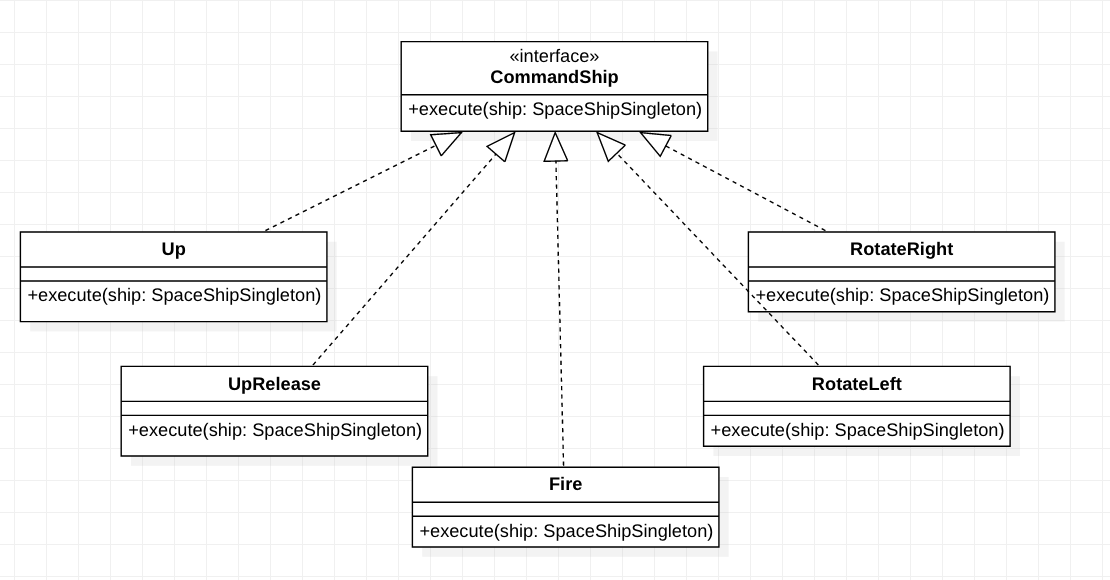 «interface»
CommandShip
+execute(ship: SpaceShipSingleton)
Up
+execute(ship: SpaceShipSingleton)
RotateRight
+execute(ship: SpaceShipSingleton)
UpRelease
+execute(ship: SpaceShipSingleton)
RotateLeft
+execute(ship: SpaceShipSingleton)
Fire
+execute(ship: SpaceShipSingleton)